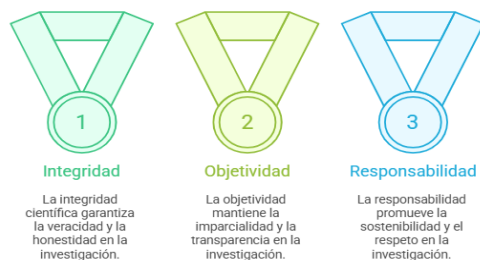 1
Integridad
La integridad
científica garantiza
la veracidad y la
honestidad en la
investigación.
2
Objetividad
La objetividad
mantiene la
imparcialidad y la
transparencia en la
investigación.
3
Responsabilidad
La responsabilidad
promueve la
sostenibilidad y el
respeto en la
investigación.